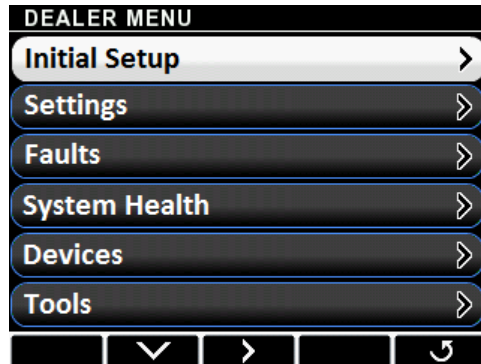 DEALER MENU
Initial Setup
Settings
Faults
System Health
Devices
Tools